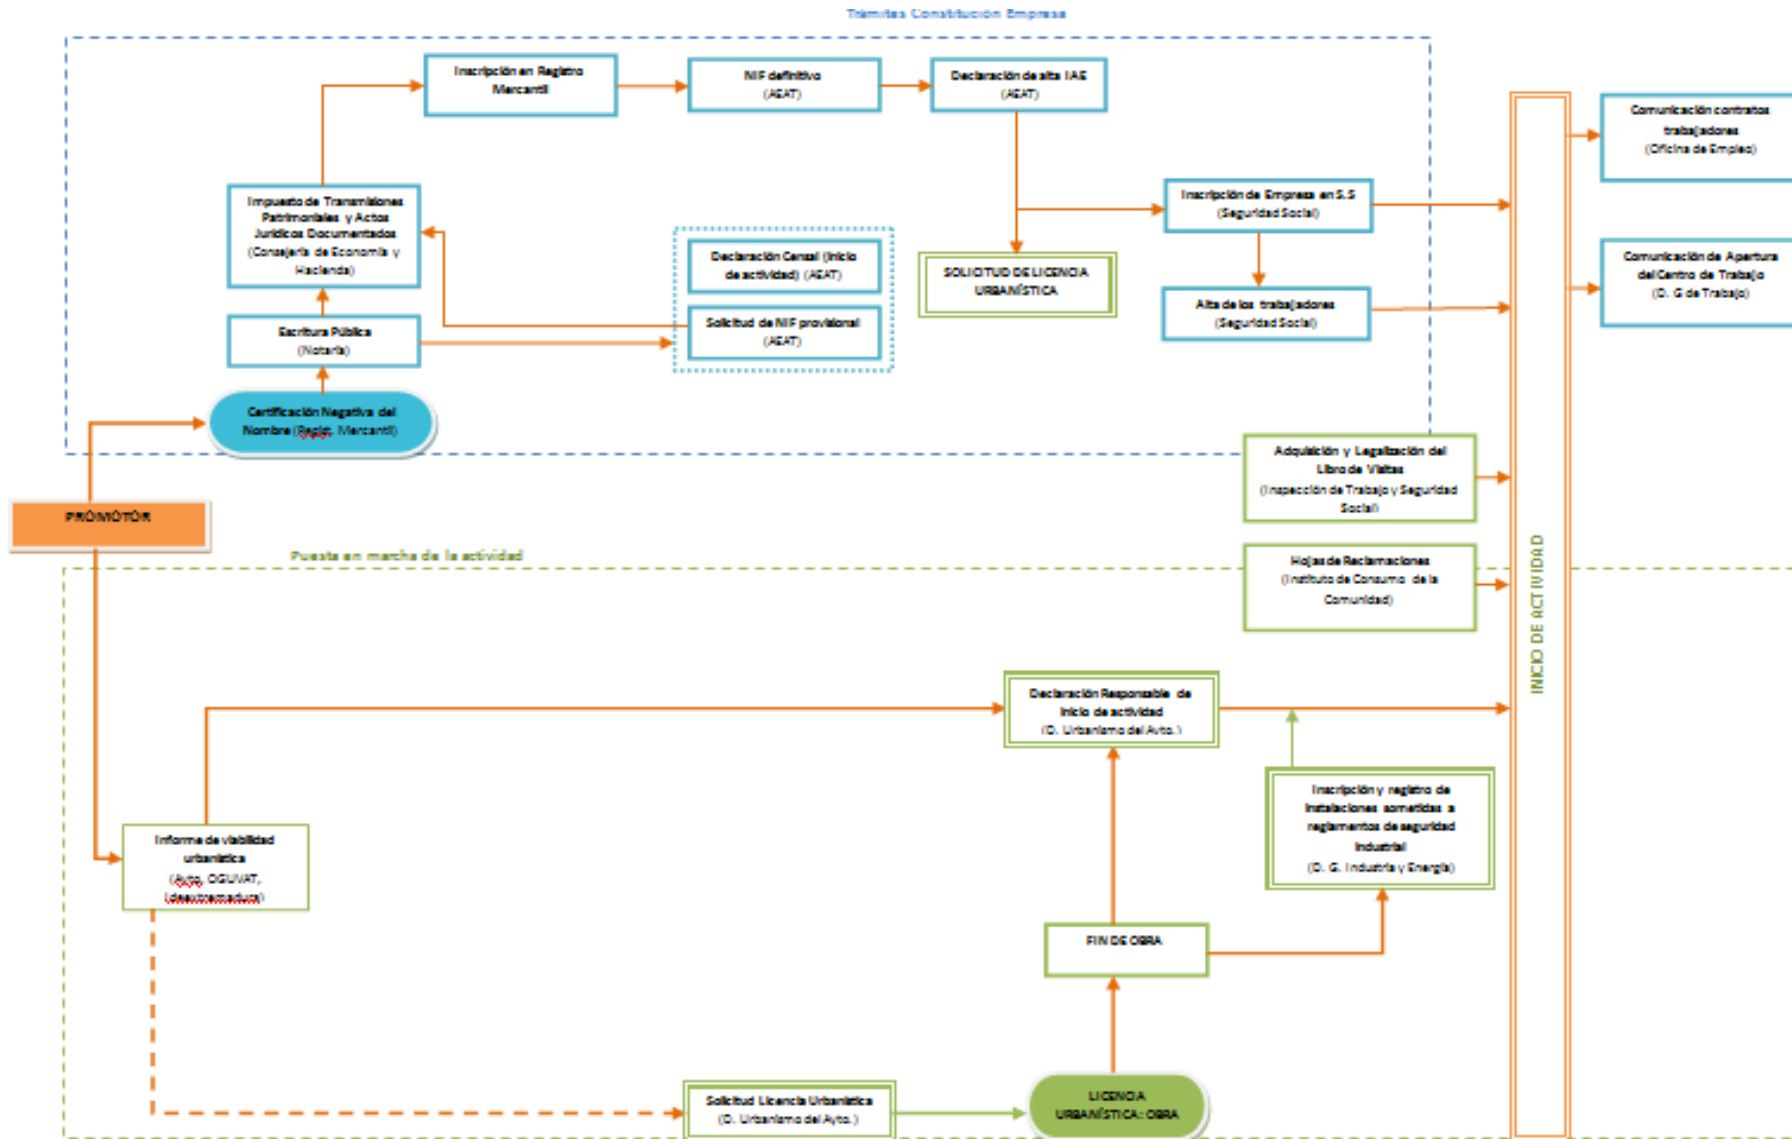 Trámites Constitución Empresa
Inscripción en Registro
Mercantil
NIF definitivo
(AEAT)
Declaración de alta IAE
(AEAT)
Comunicación contratos
trabajadores
(Oficina de Empleo)
Impuesto de Transmisiones
Patrimoniales y Actos
Jurídicos Documentados
(Consejería de Economía y
Hacienda)
Inscripción de Empresa en S.S
(Seguridad Social)
Declaración Censal (Inicio
de actividad) (AEAT)
SOLICITUD DE LICENCIA
URBANÍSTICA
Comunicación de Apertura
del Centro de Trabajo
(D. G de Trabajo)
Escritura Pública
(Notaría)
Solicitud de NIF provisional
(AEAT)
Alta de los trabajadores
(Seguridad Social)
Certificación Negativa del
Nombre (Regist. Mercantil)
Adquisición y Legalización del
Libro de Visitas
(Inspección de Trabajo y Seguridad
Social)
PROMOTOR
Puesta en marcha de la actividad
Hojas de Reclamaciones
(Instituto de Consumo de la
Comunidad)
INICIO DE ACTIVIDAD
Declaración Responsable de
Inicio de actividad
(D. Urbanismo del Ayto.)
Inscripción y registro de
Instalaciones sometidas a
reglamentos de seguridad
Industrial
(D. G. Industria y Energía)
Informe de viabilidad
urbanística
(Ayto, OGUVAT,
Ideextremadura)
FIN DE OBRA
Solicitud Licencia Urbanística
(D. Urbanismo del Ayto.)
LICENCIA
URBANÍSTICA: OBRA